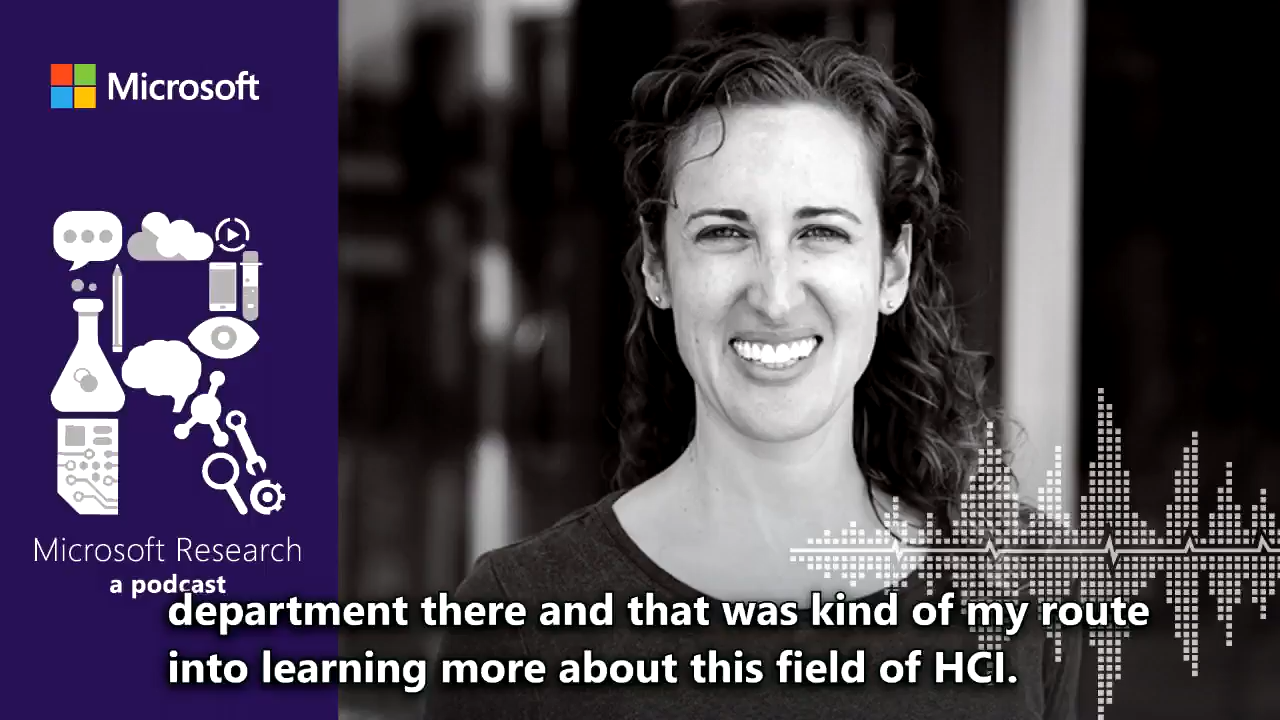 Microsoft
Microsoft Research
a podcast
department there and that was kind of my route
into learning more about this field of HCI.